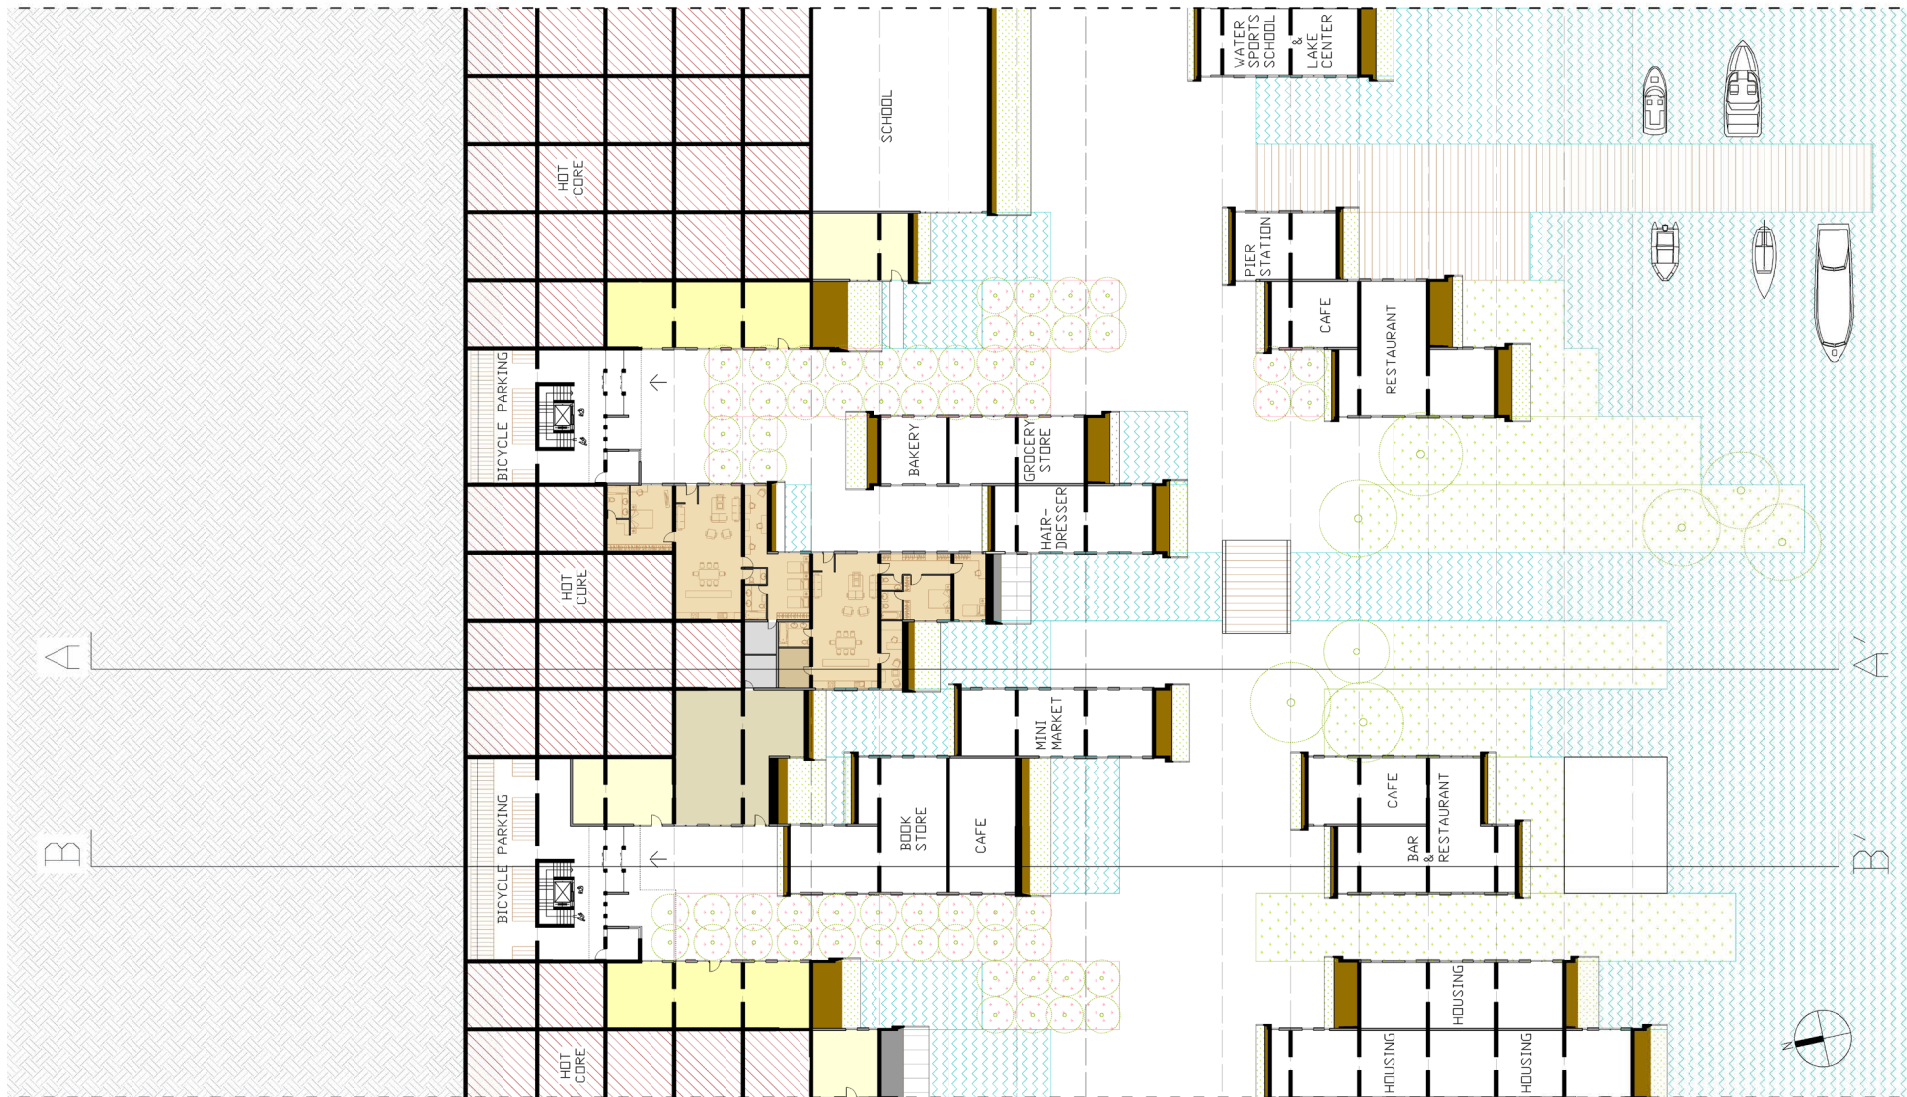 WATER
SPORTS
SCHOOL
&
LAKE
CENTER
SCHOOL
HOT
CORE
PIER
STATION
CAFE
RESTAURANT
BICYCLE PARKING
BAKERY
GROCERY
STORE
HAIR-
DRESSER
HOT
CORE
A
A'
MINI
MARKET
BICYCLE PARKING
BOOK
STORE
CAFE
CAFE
BAR
&
RESTAURANT
B
B'
HOUSING
HOT
CORE
HOUSING
HOUSING
N